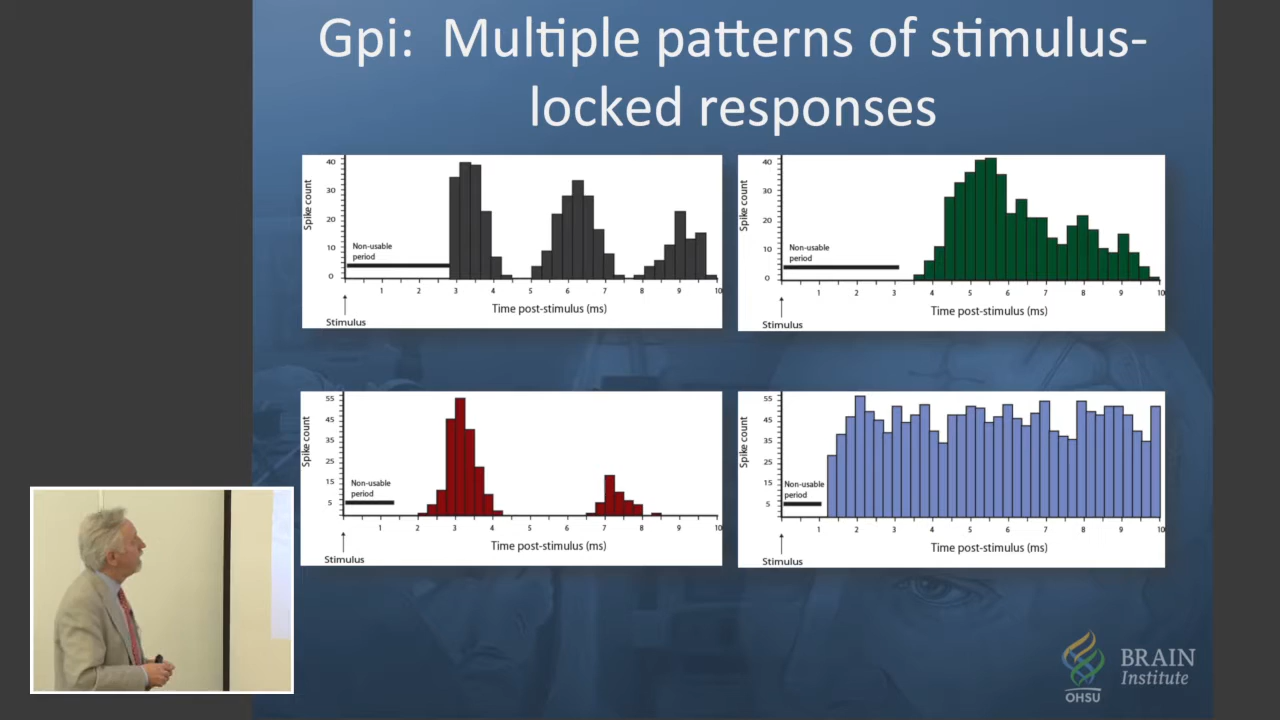 Gpi: Multiple patterns of stimulus-
locked responses
40
30
20
10
0
Spike count
Non-usable
period
1 2 3 4 5 6 7 8 9 10
Time post-stimulus (ms)
Stimulus
40
30
20
10
0
Spike count
Non-usable
period
1 2 3 4 5 6 7 8 9 10
Time post-stimulus (ms)
Stimulus
55
45
35
25
15
5
Spike count
Non-usable
period
1 2 3 4 5 6 7 8 9 10
Time post-stimulus (ms)
Stimulus
55
45
35
25
15
5
Spike count
Non-usable
period
1 2 3 4 5 6 7 8 9 10
Time post-stimulus (ms)
Stimulus
BRAIN
Institute
OHSU